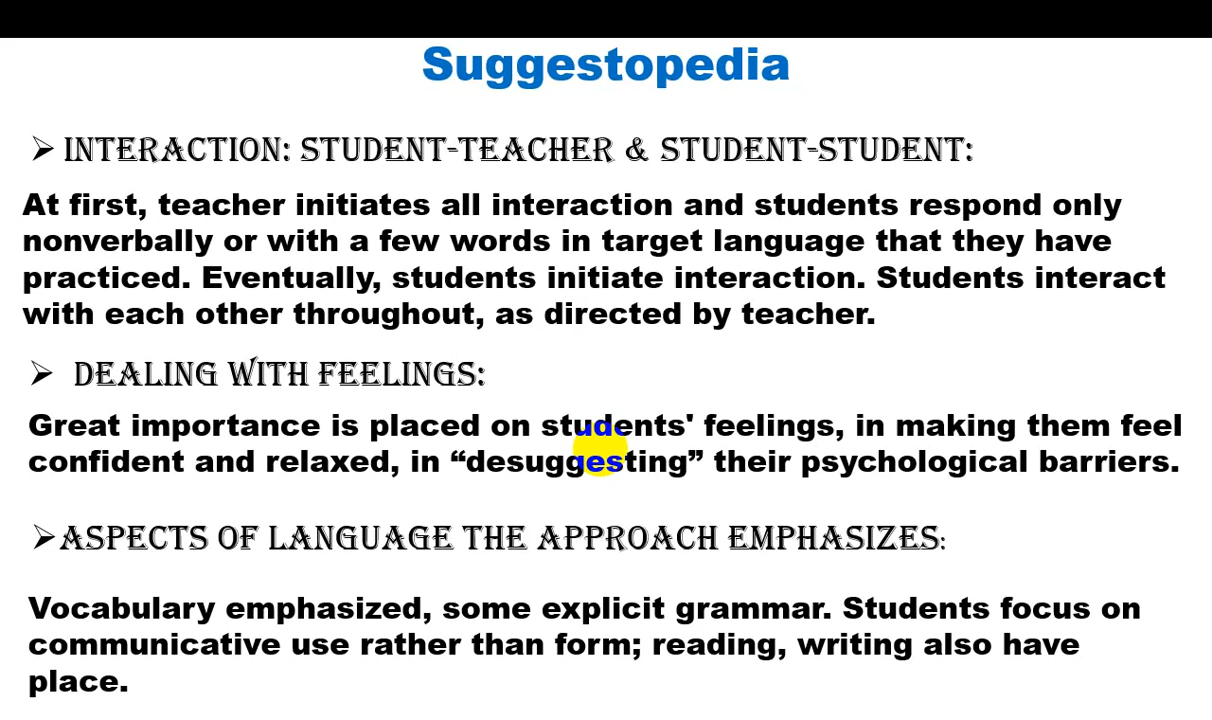 Suggestopedia
➢ INTERACTION: STUDENT-TEACHER & STUDENT-STUDENT:
At first, teacher initiates all interaction and students respond only
nonverbally or with a few words in target language that they have
practiced. Eventually, students initiate interaction. Students interact
with each other throughout, as directed by teacher.
➢ DEALING WITH FEELINGS:
Great importance is placed on students' feelings, in making them feel
confident and relaxed, in “desuggesting” their psychological barriers.
➢ ASPECTS OF LANGUAGE THE APPROACH EMPHASIZES:
Vocabulary emphasized, some explicit grammar. Students focus on
communicative use rather than form; reading, writing also have
place.